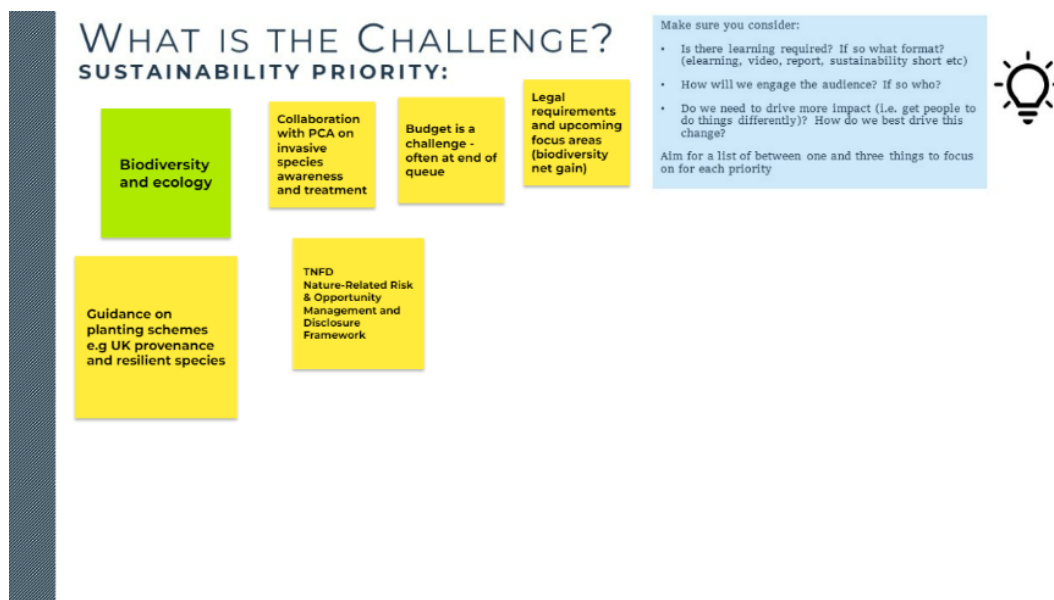 WHAT IS THE CHALLENGE?
SUSTAINABILITY PRIORITY:
Biodiversity
and ecology
Collaboration
with PCA on
invasive
species
awareness
and treatment
Budget is a
challenge -
often at end of
queue
Legal
requirements
and upcoming
focus areas
(biodiversity
net gain)
Make sure you consider:
• Is there learning required? If so what format?
(elearning, video, report, sustainability short etc)
• How will we engage the audience? If so who?
• Do we need to drive more impact (i.e. get people to
do things differently)? How do we best drive this
change?
Aim for a list of between one and three things to focus
on for each priority
Guidance on
planting schemes
e.g UK provenance
and resilient species
TNFD
Nature-Related Risk
& Opportunity
Management and
Disclosure
Framework